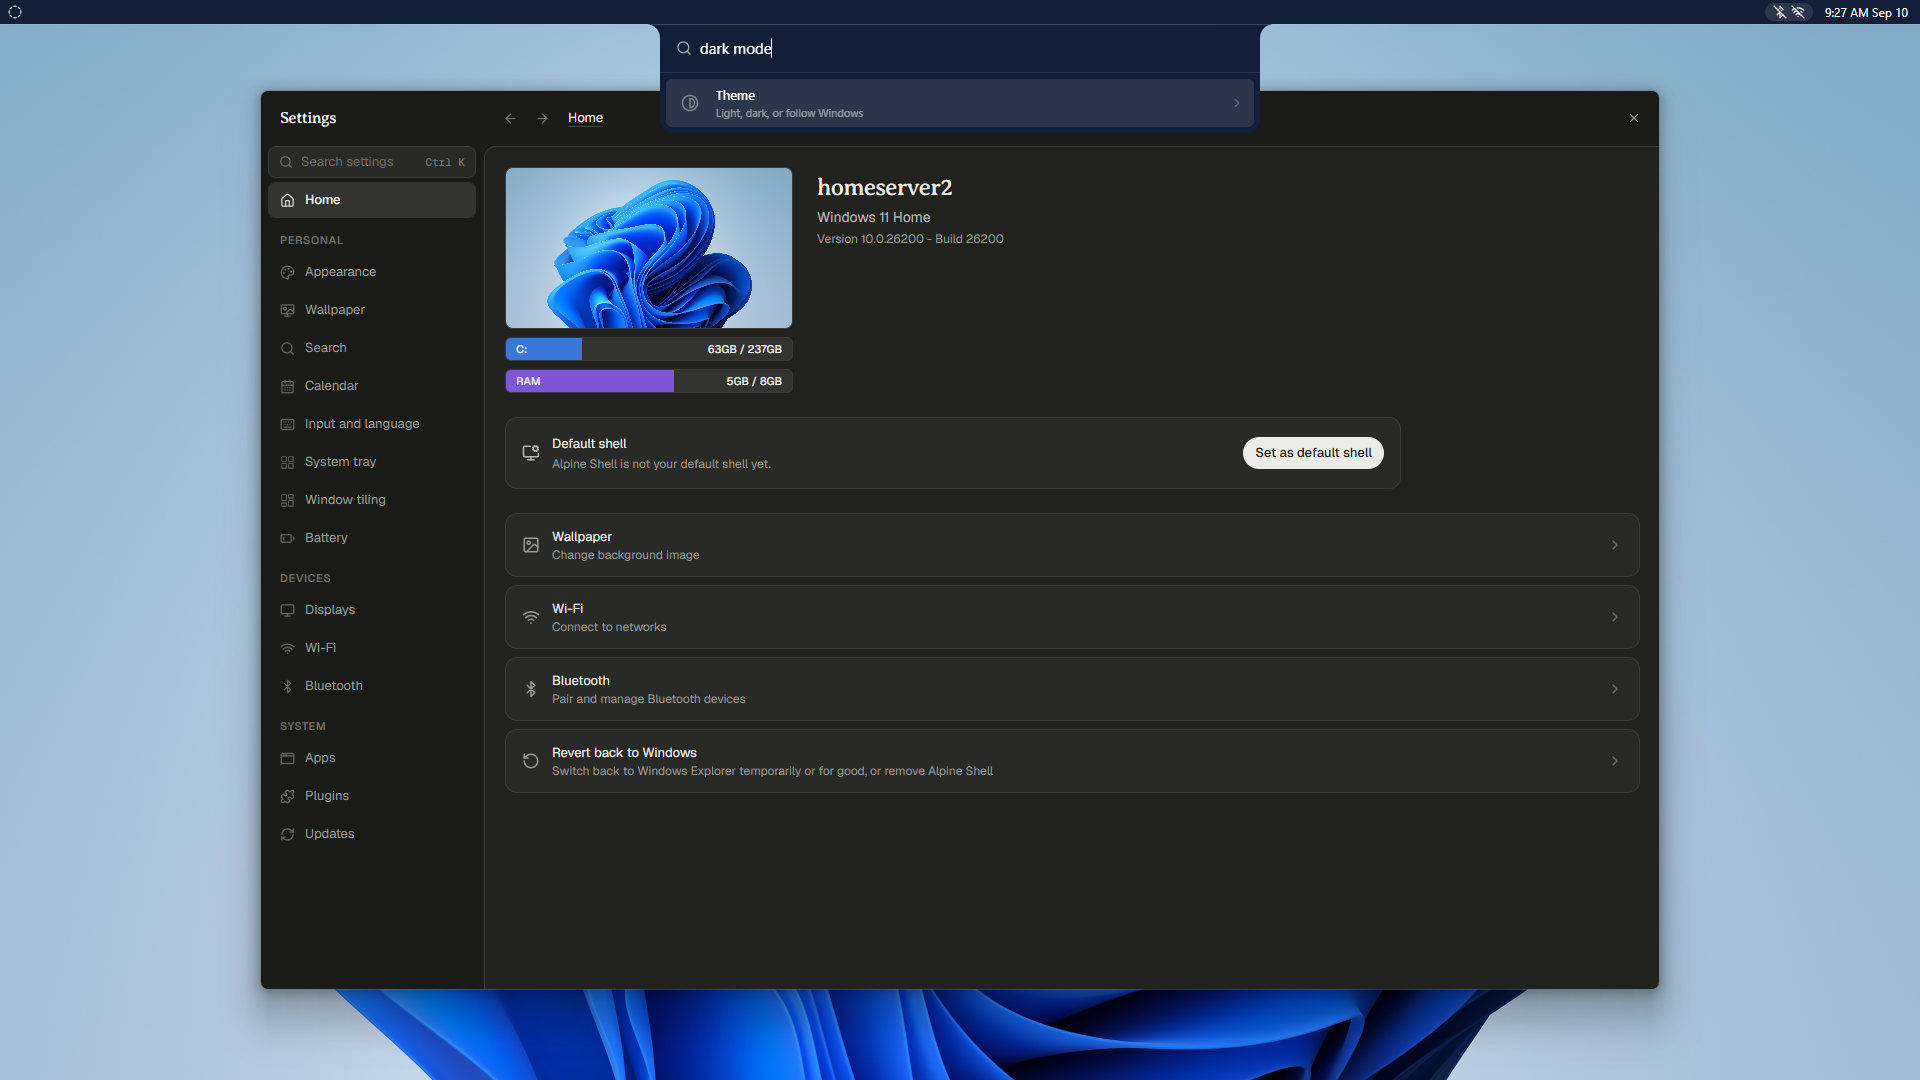 9:27 AM Sep 10
dark mode
Theme
Light, dark, or follow Windows
Settings
Home
Search settings
Ctrl K
Home
PERSONAL
Appearance
Wallpaper
Search
Calendar
Input and language
System tray
Window tiling
Battery
DEVICES
Displays
Wi-Fi
Bluetooth
SYSTEM
Apps
Plugins
Updates
homeserver2
Windows 11 Home
Version 10.0.26200 - Build 26200
C: 63GB / 237GB
RAM 5GB / 8GB
Default shell
Alpine Shell is not your default shell yet.
Set as default shell
Wallpaper
Change background image
Wi-Fi
Connect to networks
Bluetooth
Pair and manage Bluetooth devices
Revert back to Windows
Switch back to Windows Explorer temporarily or for good, or remove Alpine Shell